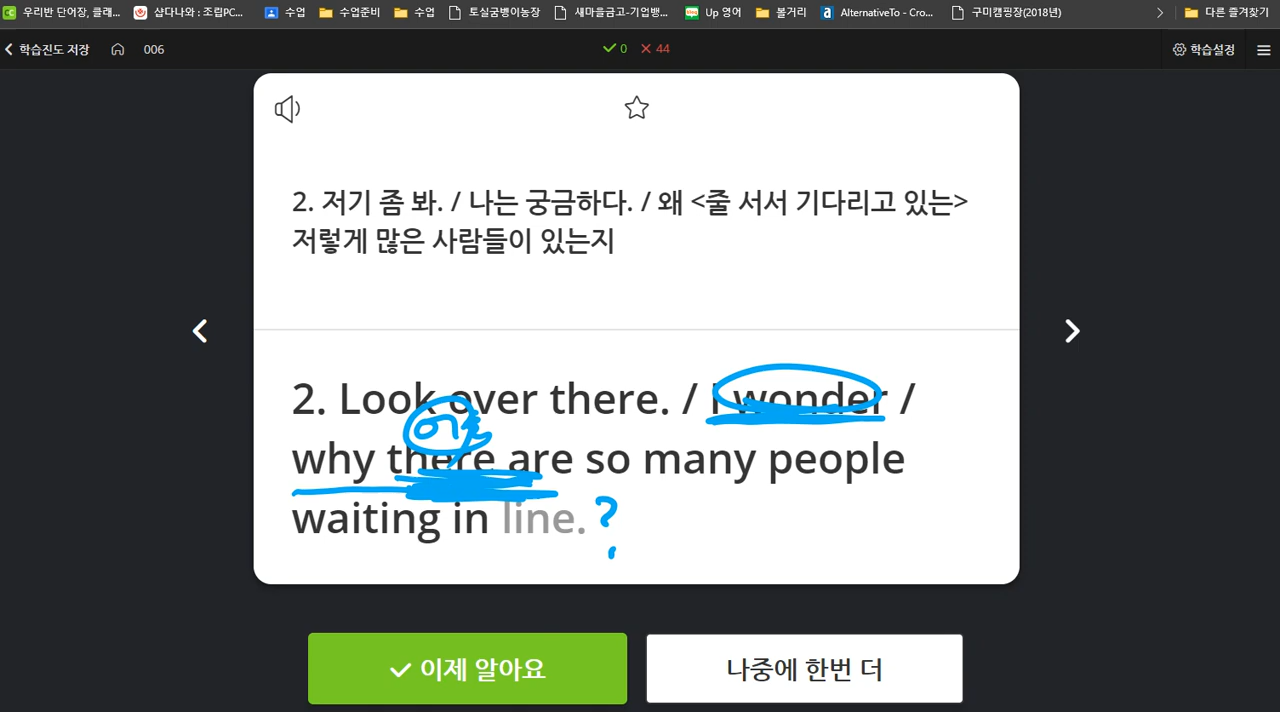 우리반 단어장, 클래... 샵다나와 : 조립PC... 수업 수업준비 수업 토실굼벵이농장 새마을금고-기업뱅... Up 영어 볼거리 AlternativeTo - Cro... 구미캠핑장(2018년) 다른 즐겨찾기
학습진도 저장 006 0 44 학습설정
2. 저기 좀 봐. / 나는 궁금하다. / 왜 <줄 서서 기다리고 있는>
저렇게 많은 사람들이 있는지
2. Look over there. / I wonder /
why there are so many people
waiting in line. ?
이제 알아요 나중에 한번 더